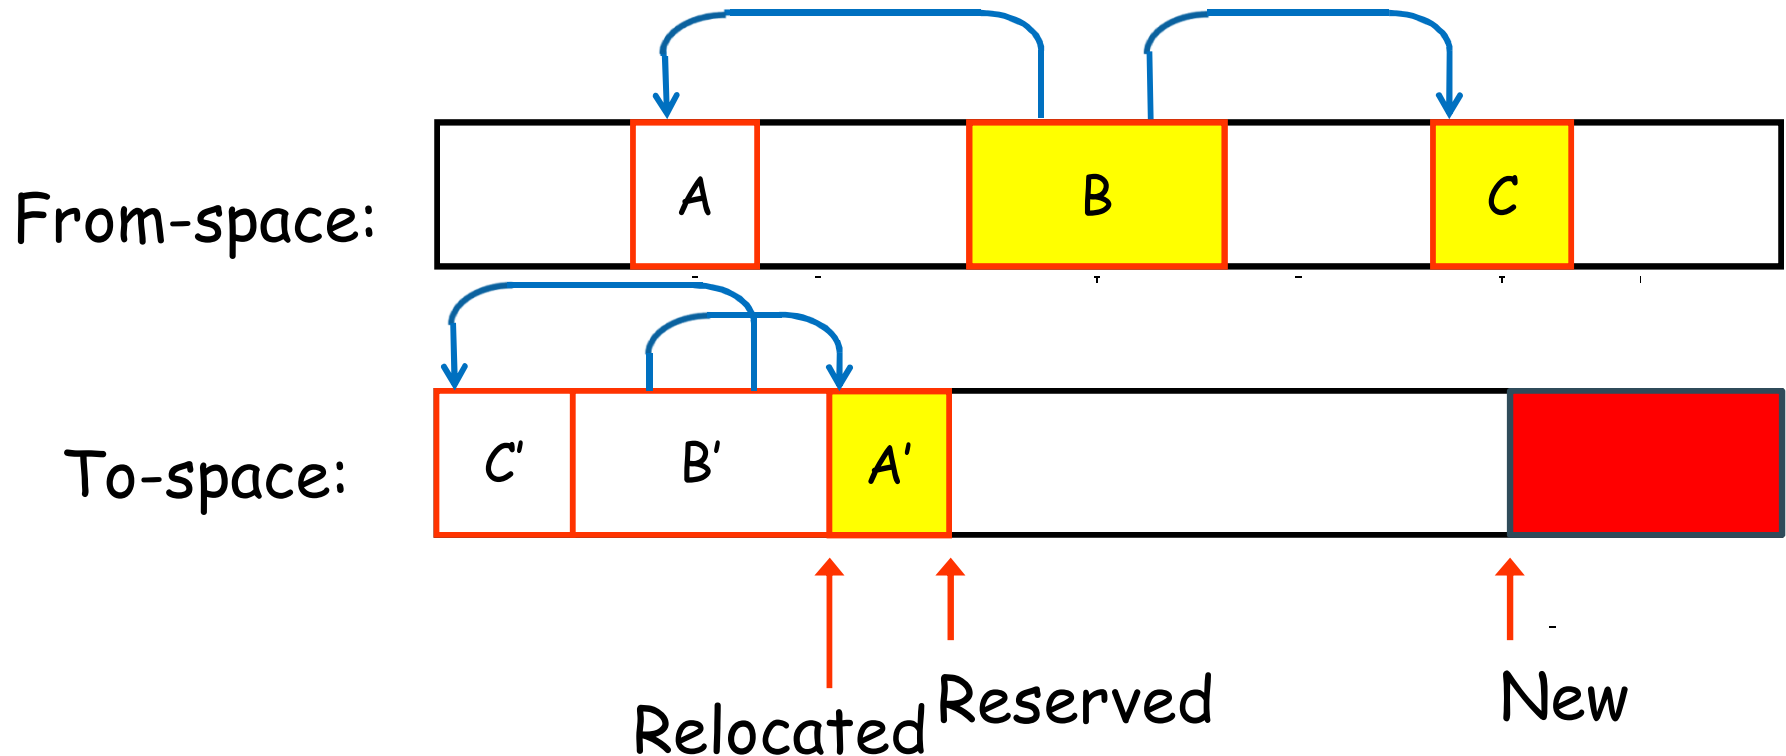 A B C
From-space:
C' B' A'
To-space:
Relocated Reserved New